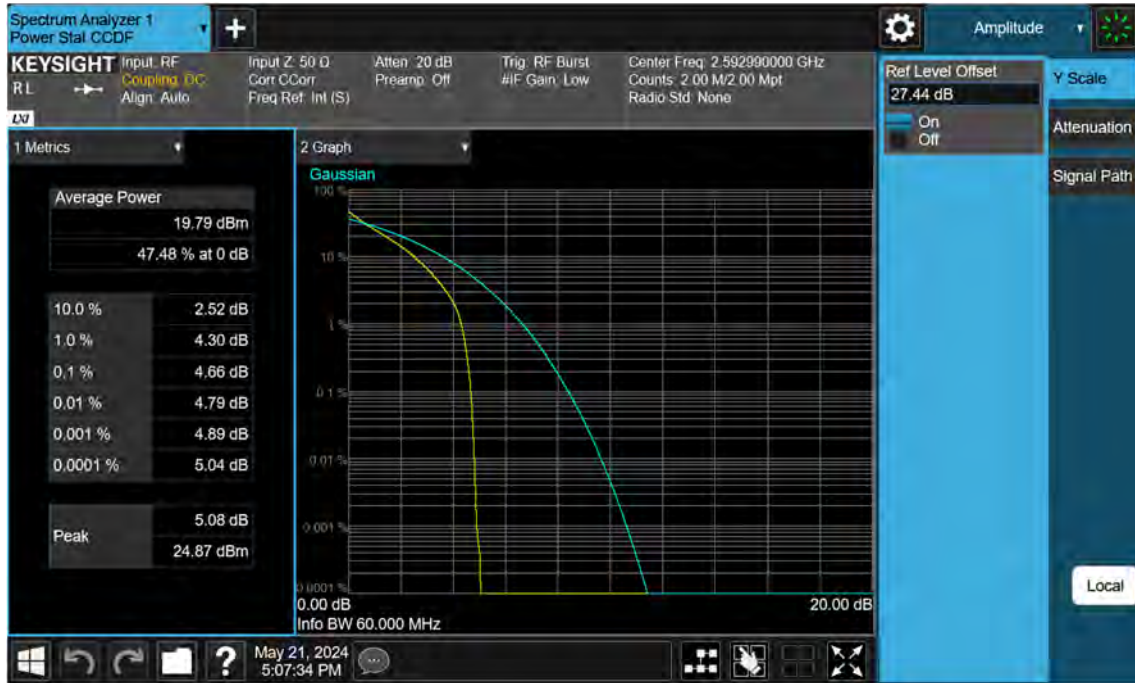 Spectrum Analyzer 1
Power Stat CCDF
+
Amplitude
KEYSIGHT
RL
LXI
Input: RF
Coupling: DC
Align: Auto
Input Z: 50 Ω
Corr CCorr
Freq Ref: Int (S)
Atten: 20 dB
Preamp: Off
Trig: RF Burst
#IF Gain: Low
Center Freq: 2.592990000 GHz
Counts: 2.00 M/2.00 Mpt
Radio Std: None
Ref Level Offset
27.44 dB
On
Off
Y Scale
Attenuation
Signal Path
Local
1 Metrics
Average Power
19.79 dBm
47.48 % at 0 dB
10.0 % 2.52 dB
1.0 % 4.30 dB
0.1 % 4.66 dB
0.01 % 4.79 dB
0.001 % 4.89 dB
0.0001 % 5.04 dB
Peak
5.08 dB
24.87 dBm
2 Graph
Gaussian
100 %
10 %
1 %
0.1 %
0.01 %
0.001 %
0.0001 %
0.00 dB 20.00 dB
Info BW 60.000 MHz
?
May 21, 2024
5:07:34 PM